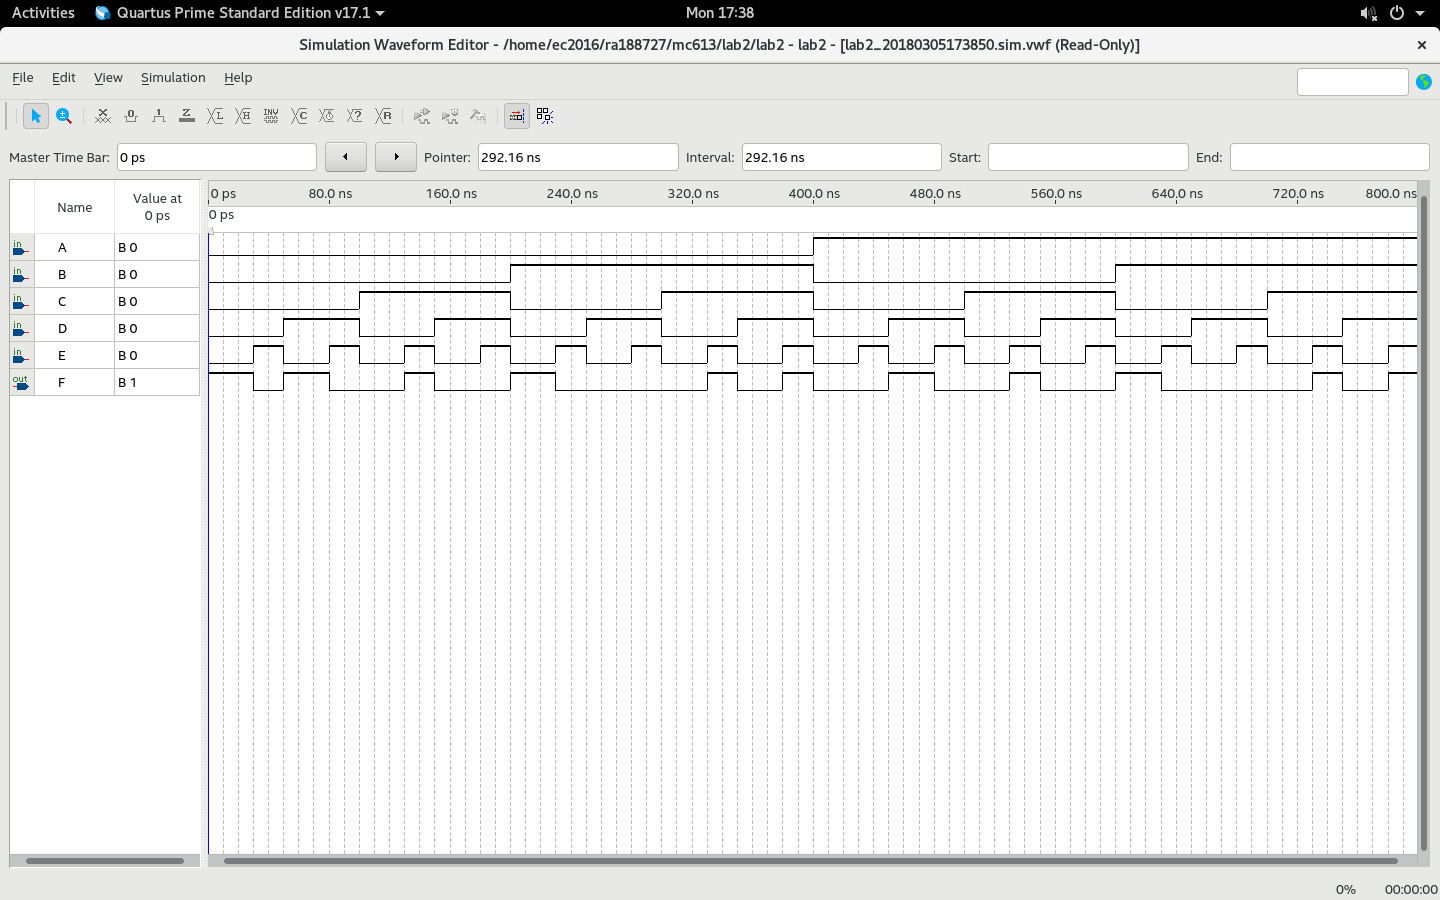 Activities Quartus Prime Standard Edition v17.1 Mon 17:38
Simulation Waveform Editor - /home/ec2016/ra188727/mc613/lab2/lab2 - lab2 - [lab2_20180305173850.sim.vwf (Read-Only)]
File Edit View Simulation Help
0 1 Z L H INV C ? R
Master Time Bar: 0 ps Pointer: 292.16 ns Interval: 292.16 ns Start: End:
Name Value at 0 ps
0 ps 80.0 ns 160.0 ns 240.0 ns 320.0 ns 400.0 ns 480.0 ns 560.0 ns 640.0 ns 720.0 ns 800.0 ns
0 ps
in A B 0
in B B 0
in C B 0
in D B 0
in E B 0
out F B 1
0% 00:00:00